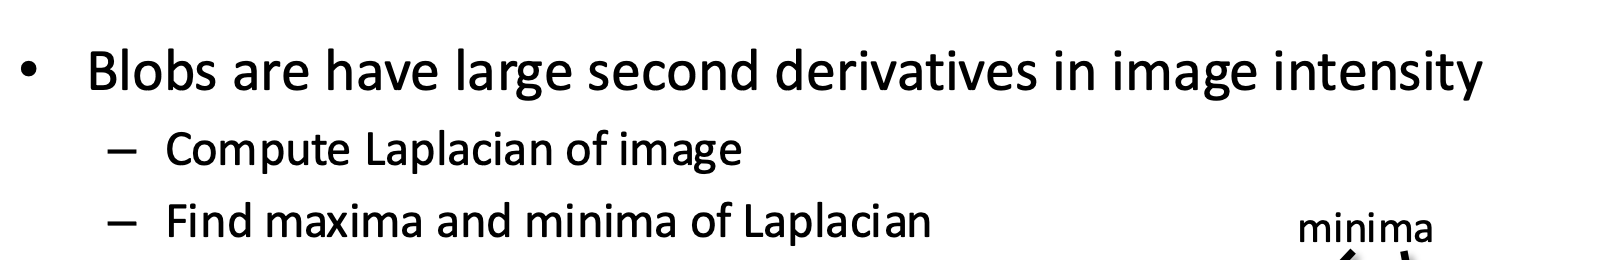 • Blobs are have large second derivatives in image intensity
– Compute Laplacian of image
– Find maxima and minima of Laplacian
minima